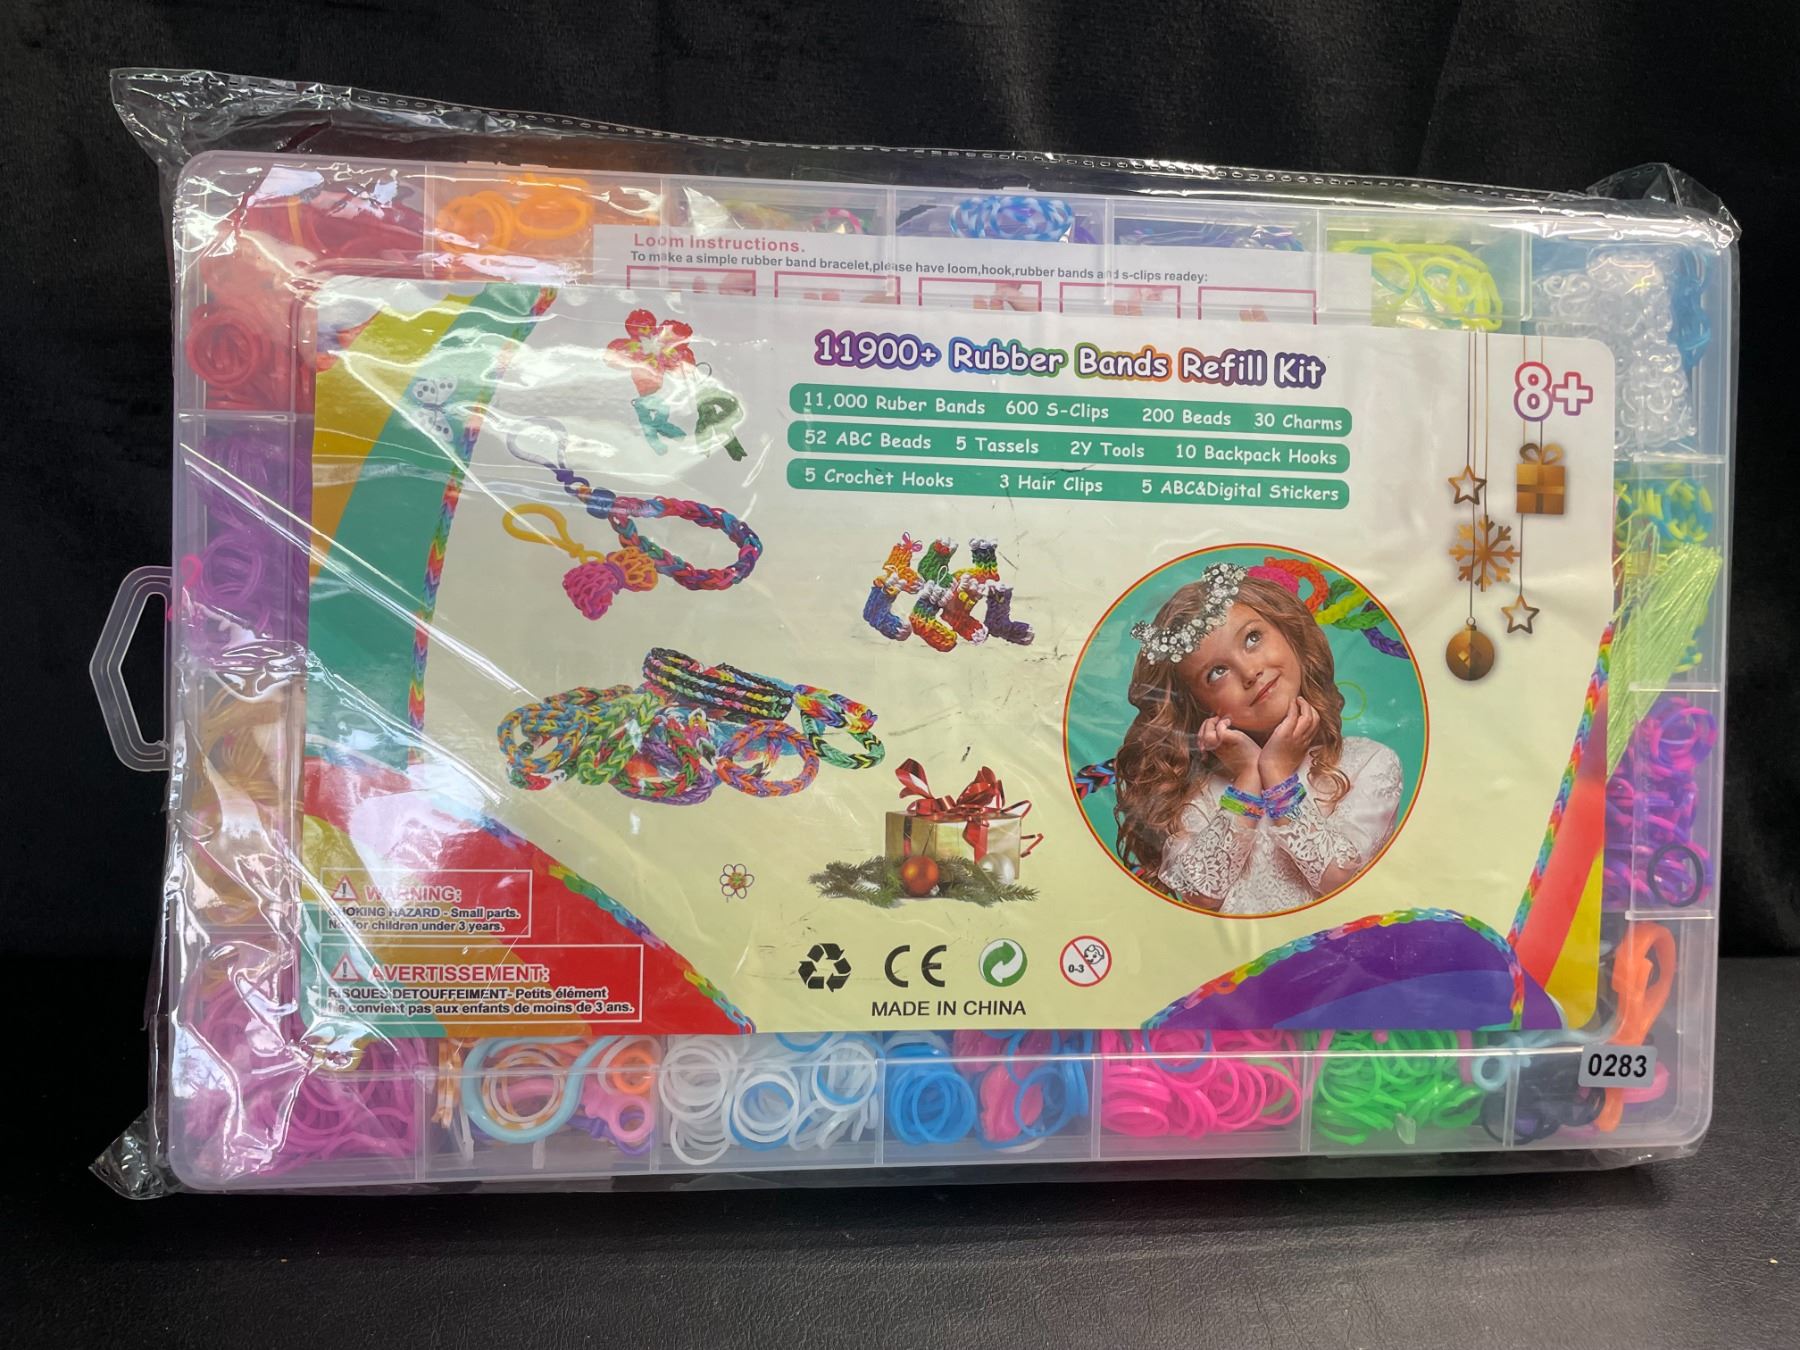 Loom Instructions.
To make a simple rubber band bracelet,please have loom,hook,rubber bands and s-clips readey:
11900+ Rubber Bands Refill Kit
8+
11,000 Ruber Bands 600 S-Clips 200 Beads 30 Charms
52 ABC Beads 5 Tassels 2Y Tools 10 Backpack Hooks
5 Crochet Hooks 3 Hair Clips 5 ABC&Digital Stickers
WARNING:
CHOKING HAZARD - Small parts.
Not for children under 3 years.
AVERTISSEMENT:
RISQUES DETOUFFEIMENT- Petits élément
Ne convient pas aux enfants de moins de 3 ans.
CE
0-3
MADE IN CHINA
0283